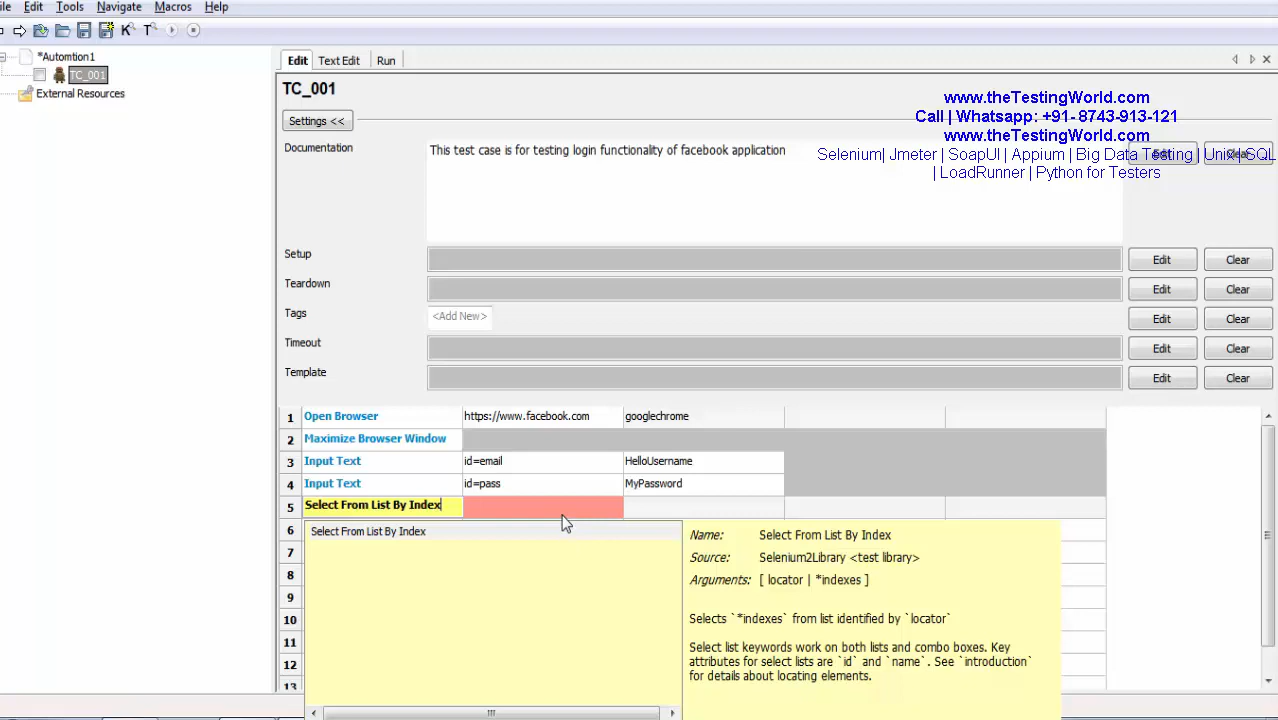 ile Edit Tools Navigate Macros Help
K T
*Automtion1
TC_001
External Resources
Edit Text Edit Run
TC_001
www.theTestingWorld.com
Call | Whatsapp: +91- 8743-913-121
www.theTestingWorld.com
Selenium| Jmeter | SoapUI | Appium | Big Data Testing | Unix| SQL
| LoadRunner | Python for Testers
Settings <<
Documentation This test case is for testing login functionality of facebook application Edit Clear
Setup Edit Clear
Teardown Edit Clear
Tags <Add New> Edit Clear
Timeout Edit Clear
Template Edit Clear
1 Open Browser https://www.facebook.com googlechrome
2 Maximize Browser Window
3 Input Text id=email HelloUsername
4 Input Text id=pass MyPassword
5 Select From List By Index
6
7
8
9
10
11
12
13
Select From List By Index
Name: Select From List By Index
Source: Selenium2Library <test library>
Arguments: [ locator | *indexes ]
Selects `*indexes` from list identified by `locator`
Select list keywords work on both lists and combo boxes. Key
attributes for select lists are `id` and `name`. See `introduction`
for details about locating elements.